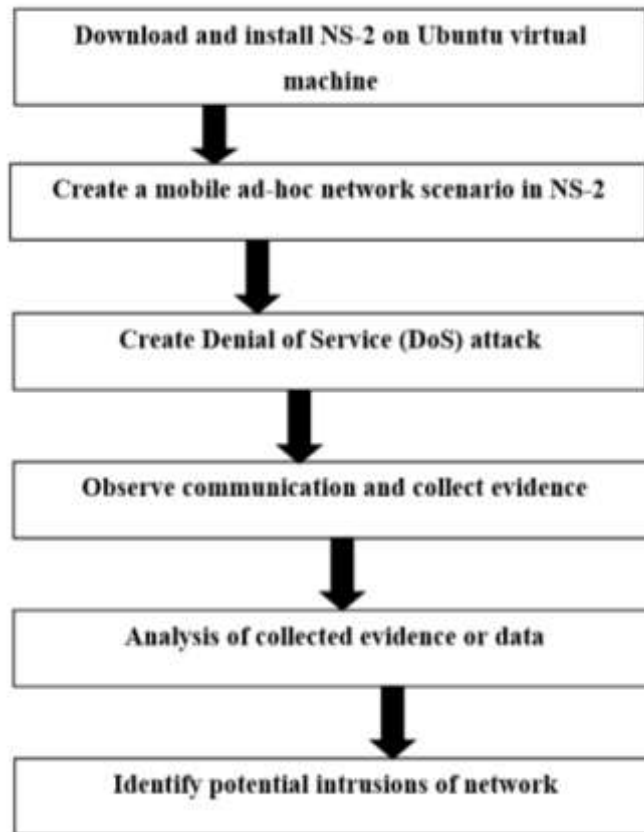 Download and install NS-2 on Ubuntu virtual
machine
Create a mobile ad-hoc network scenario in NS-2
Create Denial of Service (DoS) attack
Observe communication and collect evidence
Analysis of collected evidence or data
Identify potential intrusions of network